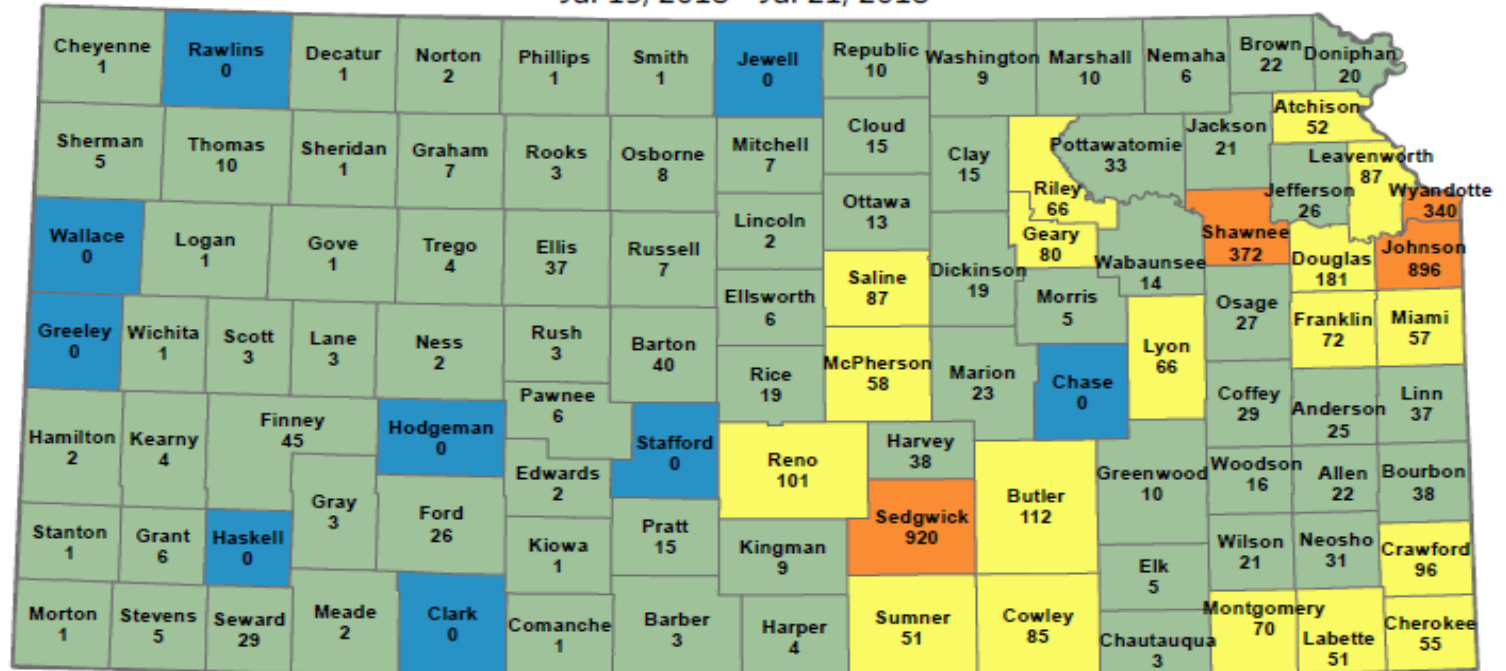 Jul 15, 2018 - Jul 21, 2018
Cheyenne
1
Rawlins
0
Decatur
1
Norton
2
Phillips
1
Smith
1
Jewell
0
Republic
10
Washington
9
Marshall
10
Nemaha
6
Brown
22
Doniphan
20
Sherman
5
Thomas
10
Sheridan
1
Graham
7
Rooks
3
Osborne
8
Mitchell
7
Cloud
15
Clay
15
Riley
66
Pottawatomie
33
Jackson
21
Atchison
52
Jefferson
26
Leavenworth
87
Wyandotte
340
Wallace
0
Logan
1
Gove
1
Trego
4
Ellis
37
Russell
7
Lincoln
2
Ottawa
13
Saline
87
Dickinson
19
Geary
80
Wabaunsee
14
Shawnee
372
Douglas
181
Johnson
896
Greeley
0
Wichita
1
Scott
3
Lane
3
Ness
2
Rush
3
Barton
40
Ellsworth
6
Rice
19
McPherson
58
Marion
23
Morris
5
Chase
0
Lyon
66
Osage
27
Franklin
72
Miami
57
Hamilton
2
Kearny
4
Finney
45
Hodgeman
0
Pawnee
6
Edwards
2
Stafford
0
Reno
101
Harvey
38
Butler
112
Greenwood
10
Coffey
29
Anderson
25
Linn
37
Woodson
16
Allen
22
Bourbon
38
Stanton
1
Grant
6
Haskell
0
Gray
3
Ford
26
Kiowa
1
Pratt
15
Kingman
9
Sedgwick
920
Elk
5
Wilson
21
Neosho
31
Crawford
96
Morton
1
Stevens
5
Seward
29
Meade
2
Clark
0
Comanche
1
Barber
3
Harper
4
Sumner
51
Cowley
85
Chautauqua
3
Montgomery
70
Labette
51
Cherokee
55